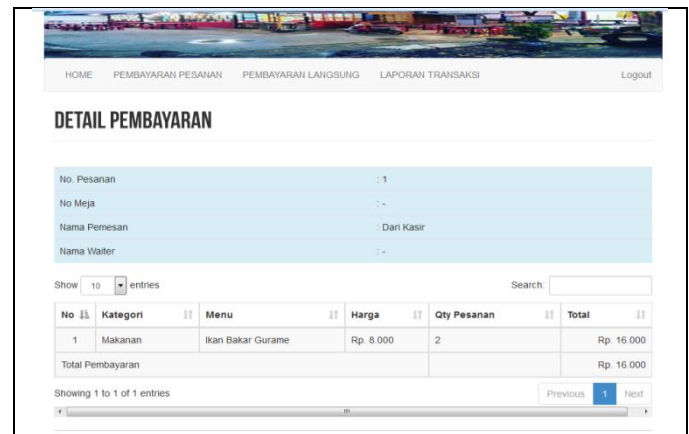 HOME PEMBAYARAN PESANAN PEMBAYARAN LANGSUNG LAPORAN TRANSAKSI Logout
DETAIL PEMBAYARAN
No. Pesanan : 1
No Meja : -
Nama Pemesan : Dari Kasir
Nama Waiter : -
Show 10 entries Search:
No Kategori Menu Harga Qty Pesanan Total
1 Makanan Ikan Bakar Gurame Rp. 8.000 2 Rp. 16.000
Total Pembayaran Rp. 16.000
Showing 1 to 1 of 1 entries Previous 1 Next